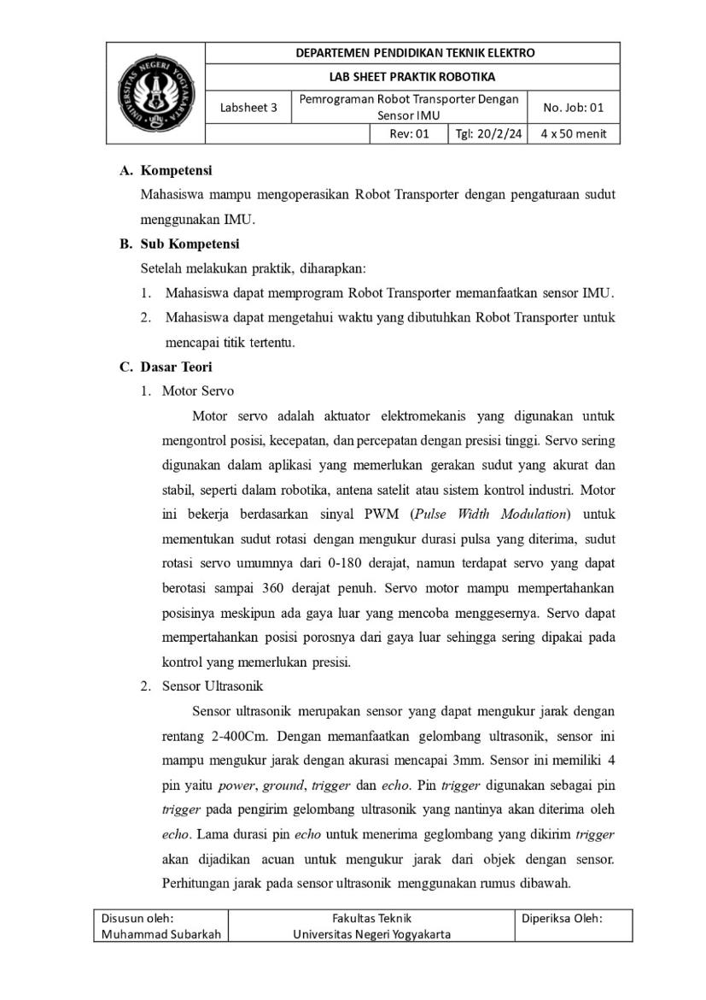 UNIVERSITAS NEGERI YOGYAKARTA
DEPARTEMEN PENDIDIKAN TEKNIK ELEKTRO
LAB SHEET PRAKTIK ROBOTIKA
Labsheet 3
Pemrograman Robot Transporter Dengan
Sensor IMU
No. Job: 01
Rev: 01
Tgl: 20/2/24
4 x 50 menit
A. Kompetensi
Mahasiswa mampu mengoperasikan Robot Transporter dengan pengaturaan sudut
menggunakan IMU.
B. Sub Kompetensi
Setelah melakukan praktik, diharapkan:
1. Mahasiswa dapat memprogram Robot Transporter memanfaatkan sensor IMU.
2. Mahasiswa dapat mengetahui waktu yang dibutuhkan Robot Transporter untuk
mencapai titik tertentu.
C. Dasar Teori
1. Motor Servo
Motor servo adalah aktuator elektromekanis yang digunakan untuk
mengontrol posisi, kecepatan, dan percepatan dengan presisi tinggi. Servo sering
digunakan dalam aplikasi yang memerlukan gerakan sudut yang akurat dan
stabil, seperti dalam robotika, antena satelit atau sistem kontrol industri. Motor
ini bekerja berdasarkan sinyal PWM (Pulse Width Modulation) untuk
mementukan sudut rotasi dengan mengukur durasi pulsa yang diterima, sudut
rotasi servo umumnya dari 0-180 derajat, namun terdapat servo yang dapat
berotasi sampai 360 derajat penuh. Servo motor mampu mempertahankan
posisinya meskipun ada gaya luar yang mencoba menggesernya. Servo dapat
mempertahankan posisi porosnya dari gaya luar sehingga sering dipakai pada
kontrol yang memerlukan presisi.
2. Sensor Ultrasonik
Sensor ultrasonik merupakan sensor yang dapat mengukur jarak dengan
rentang 2-400Cm. Dengan memanfaatkan gelombang ultrasonik, sensor ini
mampu mengukur jarak dengan akurasi mencapai 3mm. Sensor ini memiliki 4
pin yaitu power, ground, trigger dan echo. Pin trigger digunakan sebagai pin
trigger pada pengirim gelombang ultrasonik yang nantinya akan diterima oleh
echo. Lama durasi pin echo untuk menerima geglombang yang dikirim trigger
akan dijadikan acuan untuk mengukur jarak dari objek dengan sensor.
Perhitungan jarak pada sensor ultrasonik menggunakan rumus dibawah.
Disusun oleh:
Muhammad Subarkah
Fakultas Teknik
Universitas Negeri Yogyakarta
Diperiksa Oleh: